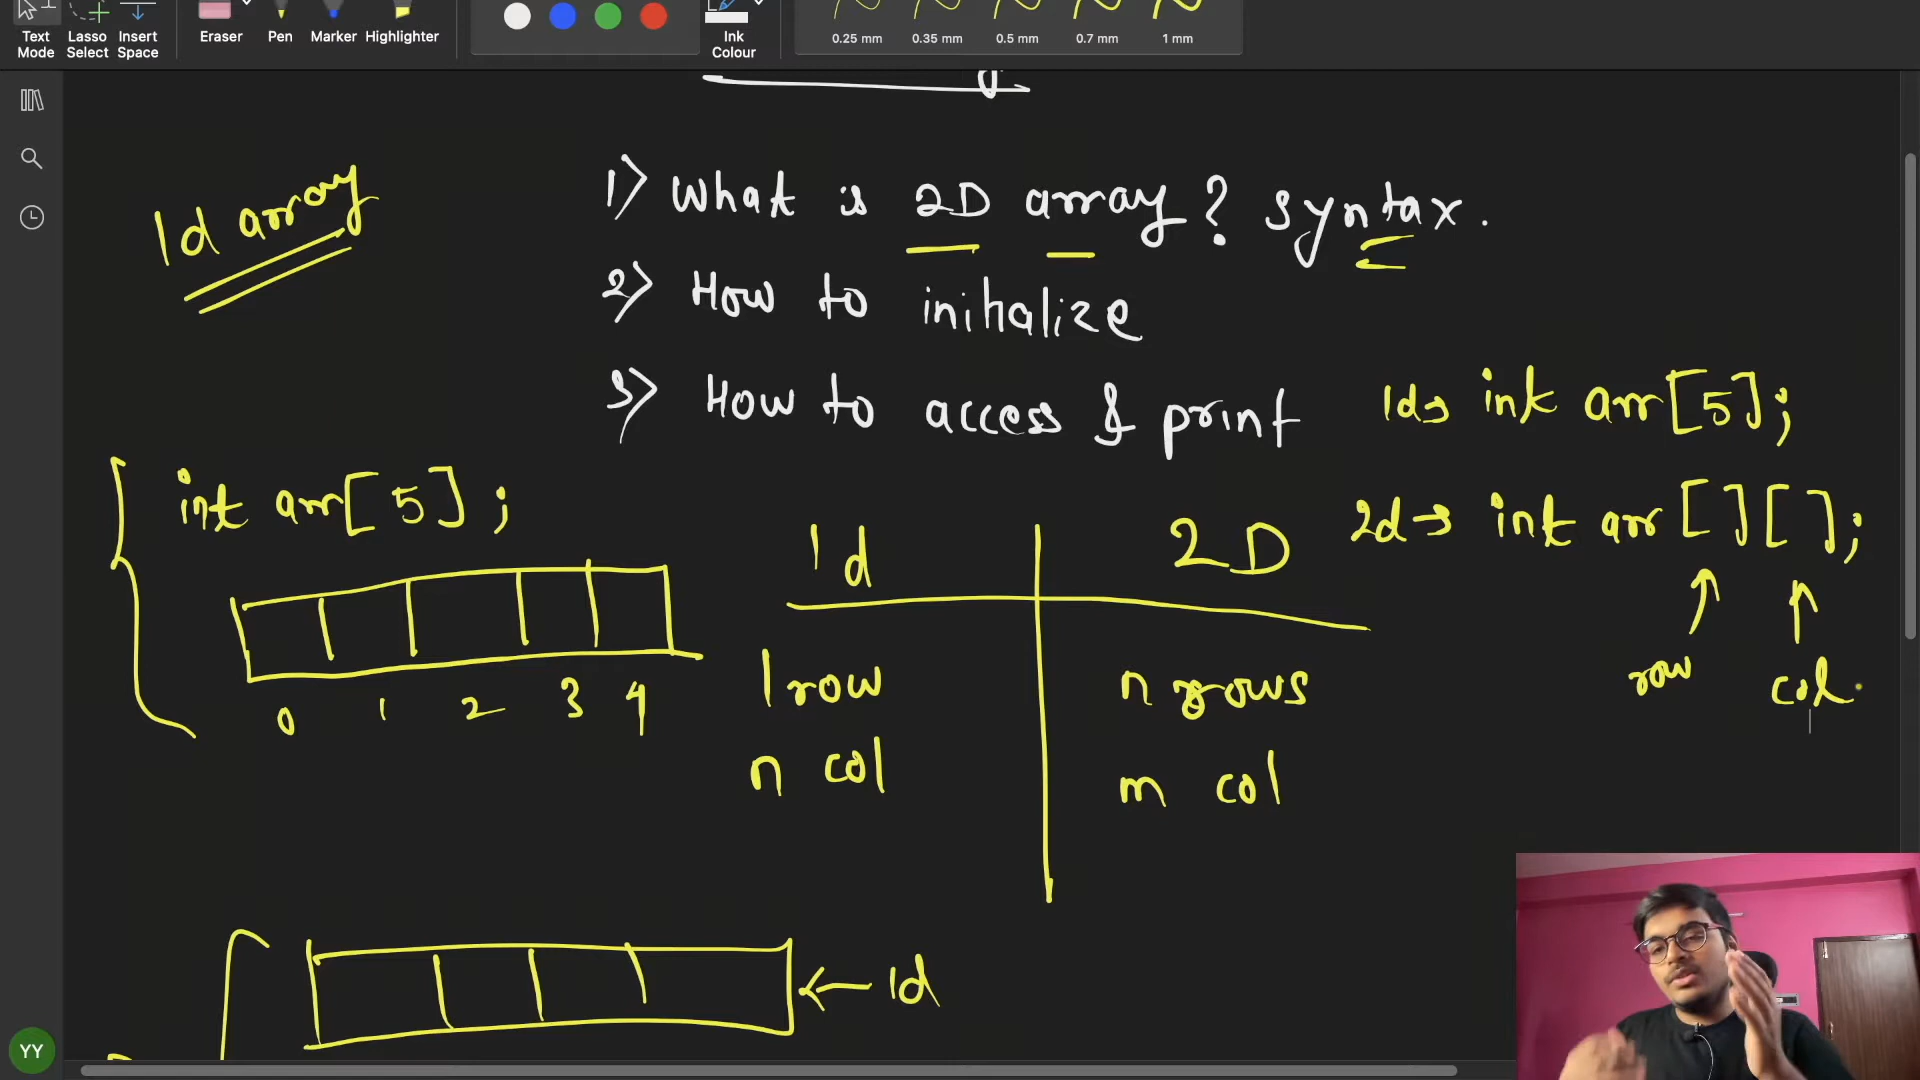 Text Mode
Lasso Select
Insert Space
Eraser
Pen
Marker
Highlighter
Ink Colour
0.25 mm
0.35 mm
0.5 mm
0.7 mm
1 mm
1d array
1) What is 2D array? Syntax.
2) How to initialize
3) How to access & print
1d→ int arr[5];
2d→ int arr[][];
row
col
int arr[5];
0 1 2 3 4
1d
2D
1 row
n rows
n col
m col
←1d
YY